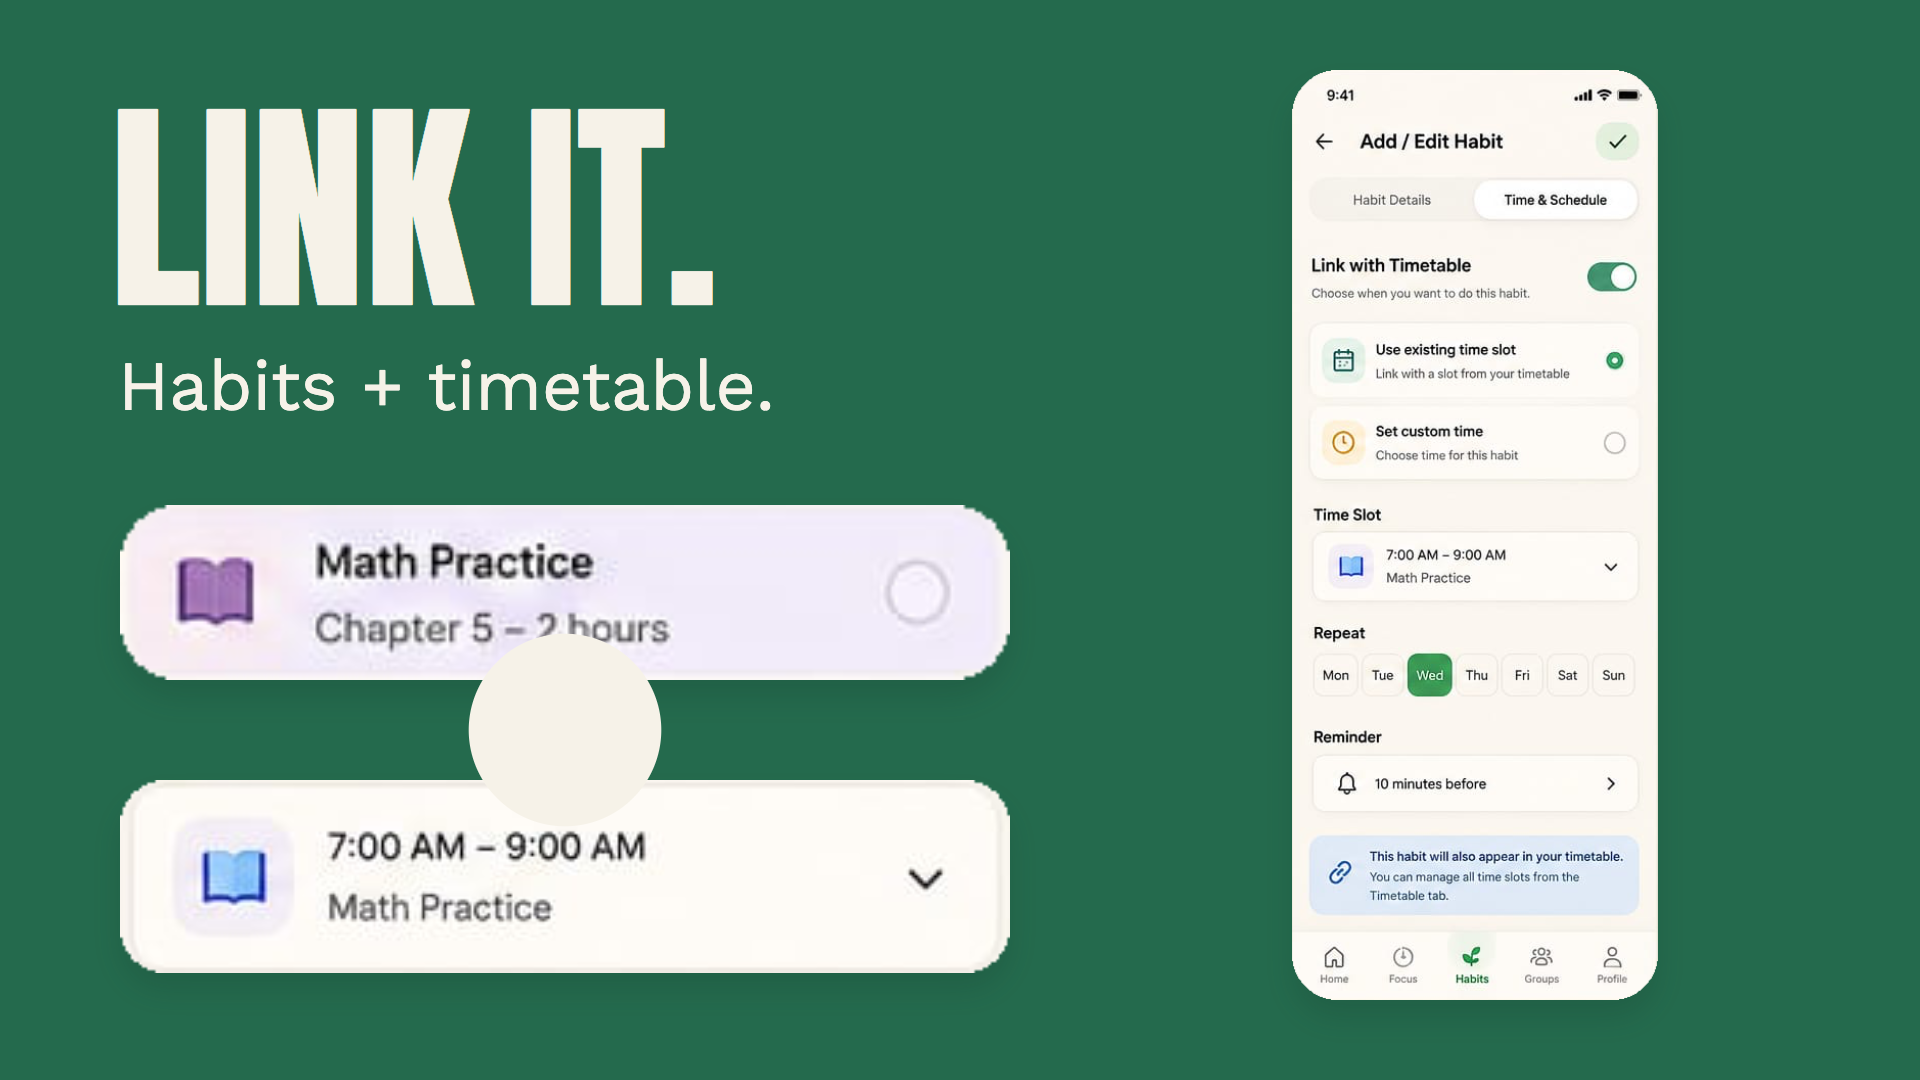 LINK IT.
Habits + timetable.
Math Practice
Chapter 5 – 2 hours
7:00 AM – 9:00 AM
Math Practice
9:41
Add / Edit Habit
Habit Details
Time & Schedule
Link with Timetable
Choose when you want to do this habit.
Use existing time slot
Link with a slot from your timetable
Set custom time
Choose time for this habit
Time Slot
7:00 AM – 9:00 AM
Math Practice
Repeat
Mon Tue Wed Thu Fri Sat Sun
Reminder
10 minutes before
This habit will also appear in your timetable.
You can manage all time slots from the
Timetable tab.
Home Focus Habits Groups Profile